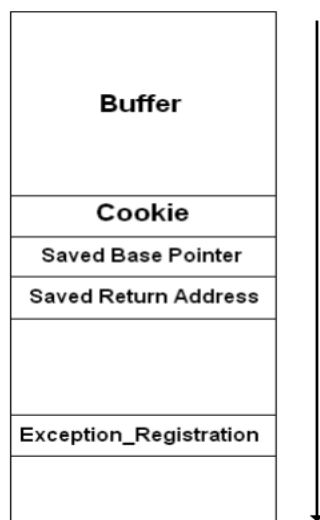 Buffer
Cookie
Saved Base Pointer
Saved Return Address
Exception_Registration